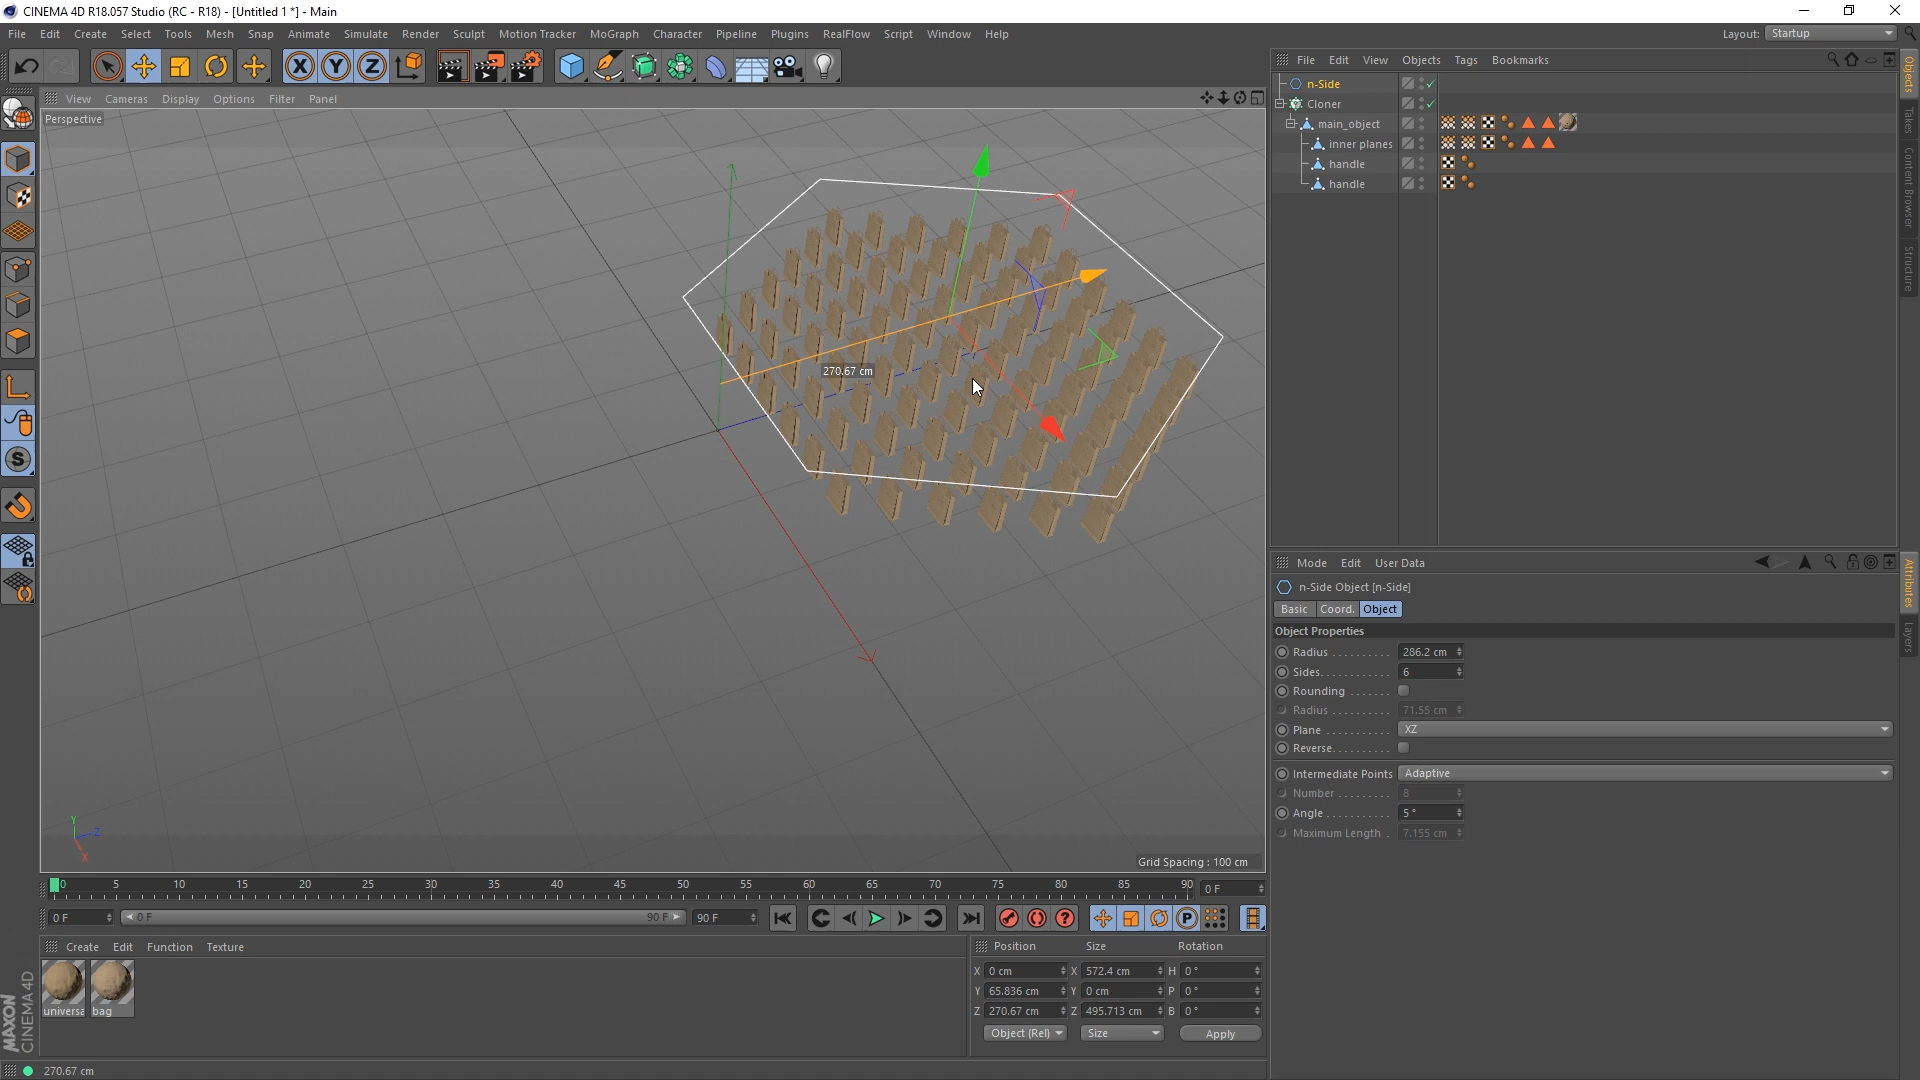 CINEMA 4D R18.057 Studio (RC - R18) - [Untitled 1 *] - Main
File Edit Create Select Tools Mesh Snap Animate Simulate Render Sculpt Motion Tracker MoGraph Character Pipeline Plugins RealFlow Script Window Help
Layout: Startup
View Cameras Display Options Filter Panel
Perspective
270.67 cm
Y
Z
X
Grid Spacing : 100 cm
0 5 10 15 20 25 30 35 40 45 50 55 60 65 70 75 80 85 90
0 F
0 F
0 F
90 F
90 F
Create Edit Function Texture
universa
bag
MAXON
CINEMA 4D
Position Size Rotation
X 0 cm X 572.4 cm H 0 °
Y 65.836 cm Y 0 cm P 0 °
Z 270.67 cm Z 495.713 cm B 0 °
Object (Rel) Size Apply
270.67 cm
File Edit View Objects Tags Bookmarks
n-Side
Cloner
main_object
inner planes
handle
handle
Objects
Takes
Content Browser
Structure
Mode Edit User Data
n-Side Object [n-Side]
Basic Coord. Object
Object Properties
Radius . . . . . . . . . . 286.2 cm
Sides. . . . . . . . . . . . 6
Rounding . . . . . . .
Radius . . . . . . . . . . 71.55 cm
Plane . . . . . . . . . . . XZ
Reverse. . . . . . . . . .
Intermediate Points Adaptive
Number . . . . . . . . . 8
Angle . . . . . . . . . . . 5 °
Maximum Length . 7.155 cm
Attributes
Layers